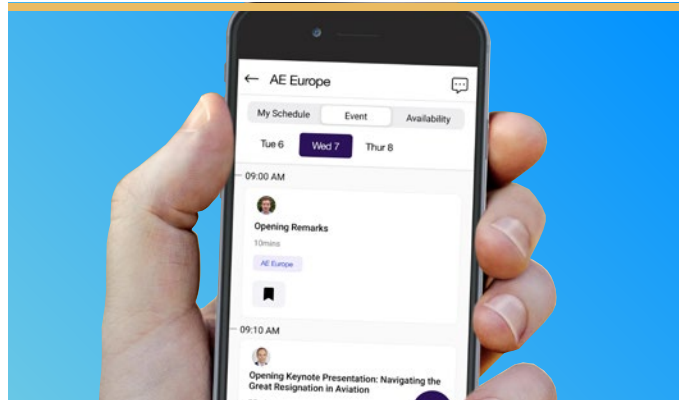 AE Europe
My Schedule Event Availability
Tue 6 Wed 7 Thur 8
09:00 AM
Opening Remarks
10mins
AE Europe
09:10 AM
Opening Keynote Presentation: Navigating the
Great Resignation in Aviation